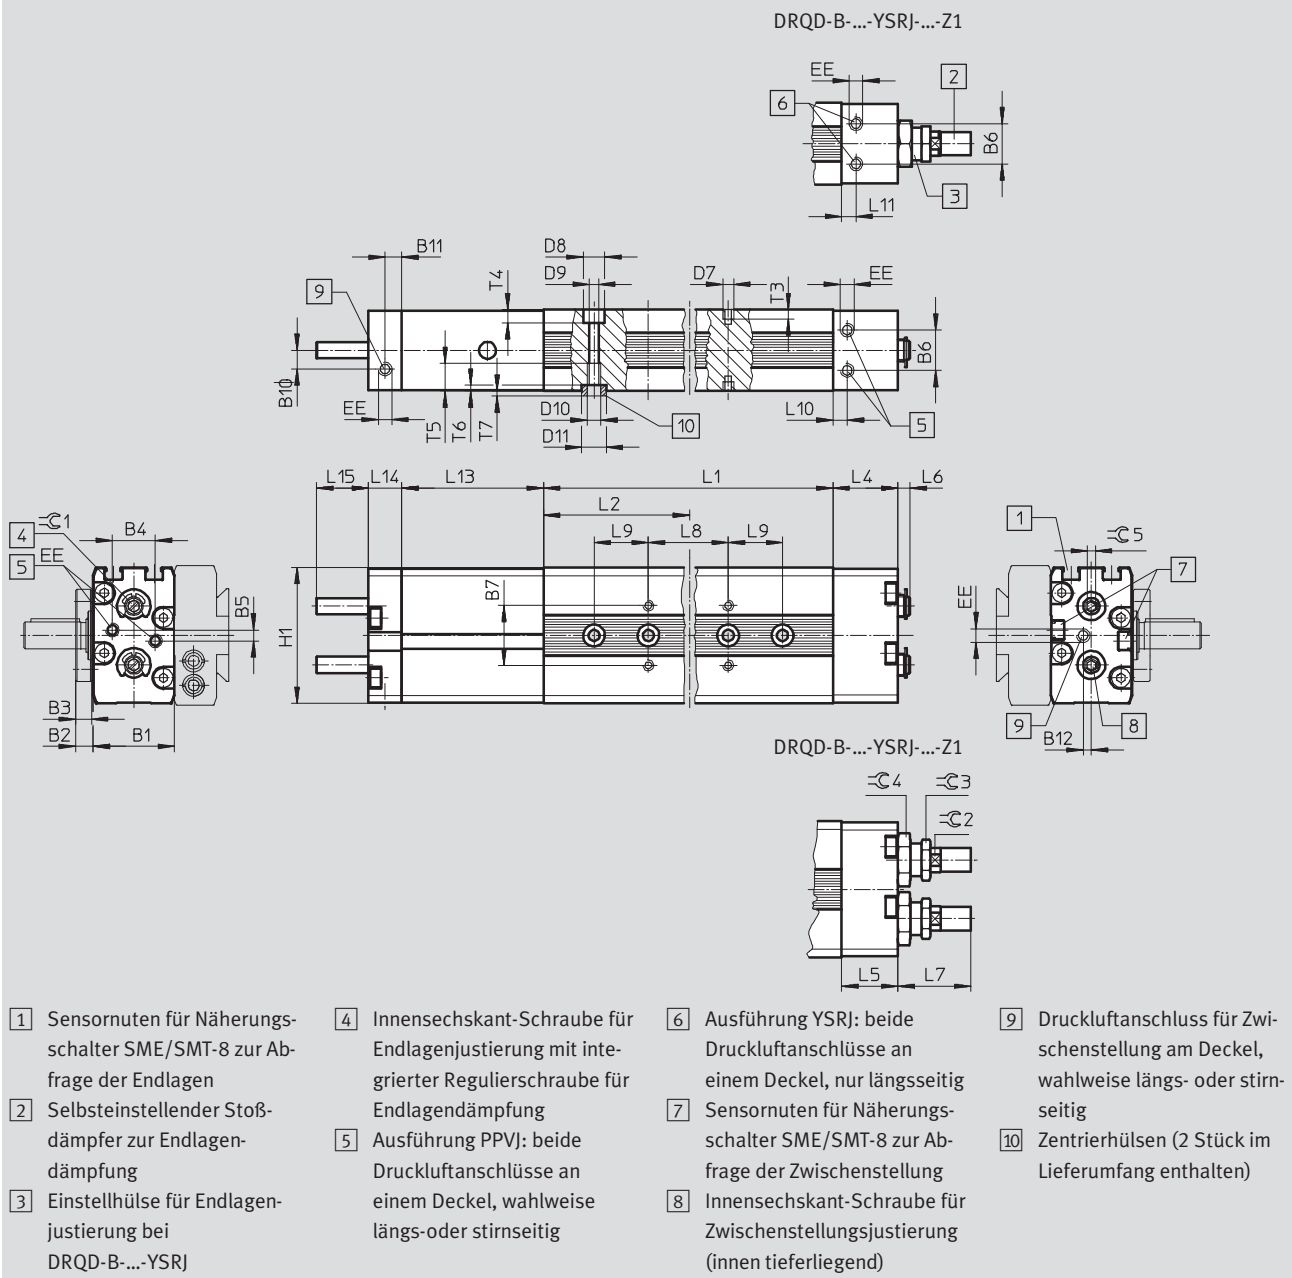 DRQD-B-...-YSRJ-...-Z1
EE
2
6
B6
3
L11
B11
D8
D9
T4
D7
T3
EE
9
B6
B10
EE
T5
T6
T7
D10
D11
10
L10
5
L15
L14
L13
L1
L4
L6
L2
L9
L8
L9
4
1
B4
5
EE
B5
B7
H1
B3
B2
B1
1
5
7
EE
9
8
B12
DRQD-B-...-YSRJ-...-Z1
4
3
2
L5
L7
1 Sensornuten für Näherungs-
schalter SME/SMT-8 zur Ab-
frage der Endlagen
2 Selbsteinstellender Stoß-
dämpfer zur Endlagen-
dämpfung
3 Einstellhülse für Endlagen-
justierung bei
DRQD-B-...-YSRJ
4 Innensechskant-Schraube für
Endlagenjustierung mit inte-
grierter Regulierschraube für
Endlagendämpfung
5 Ausführung PPVJ: beide
Druckluftanschlüsse an
einem Deckel, wahlweise
längs-oder stirnseitig
6 Ausführung YSRJ: beide
Druckluftanschlüsse an
einem Deckel, nur längsseitig
7 Sensornuten für Näherungs-
schalter SME/SMT-8 zur Ab-
frage der Zwischenstellung
8 Innensechskant-Schraube für
Zwischenstellungsjustierung
(innen tieferliegend)
9 Druckluftanschluss für Zwi-
schenstellung am Deckel,
wahlweise längs- oder stirn-
seitig
10 Zentrierhülsen (2 Stück im
Lieferumfang enthalten)